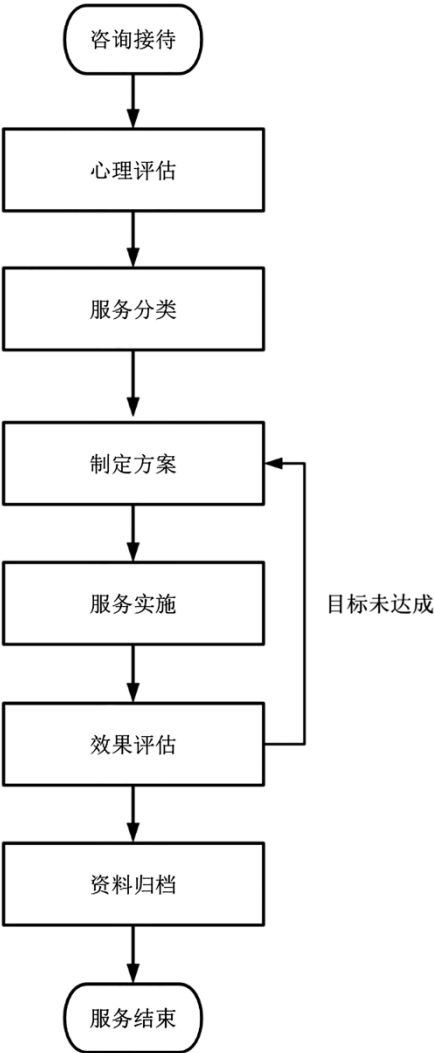 咨询接待
心理评估
服务分类
制定方案
服务实施
目标未达成
效果评估
资料归档
服务结束